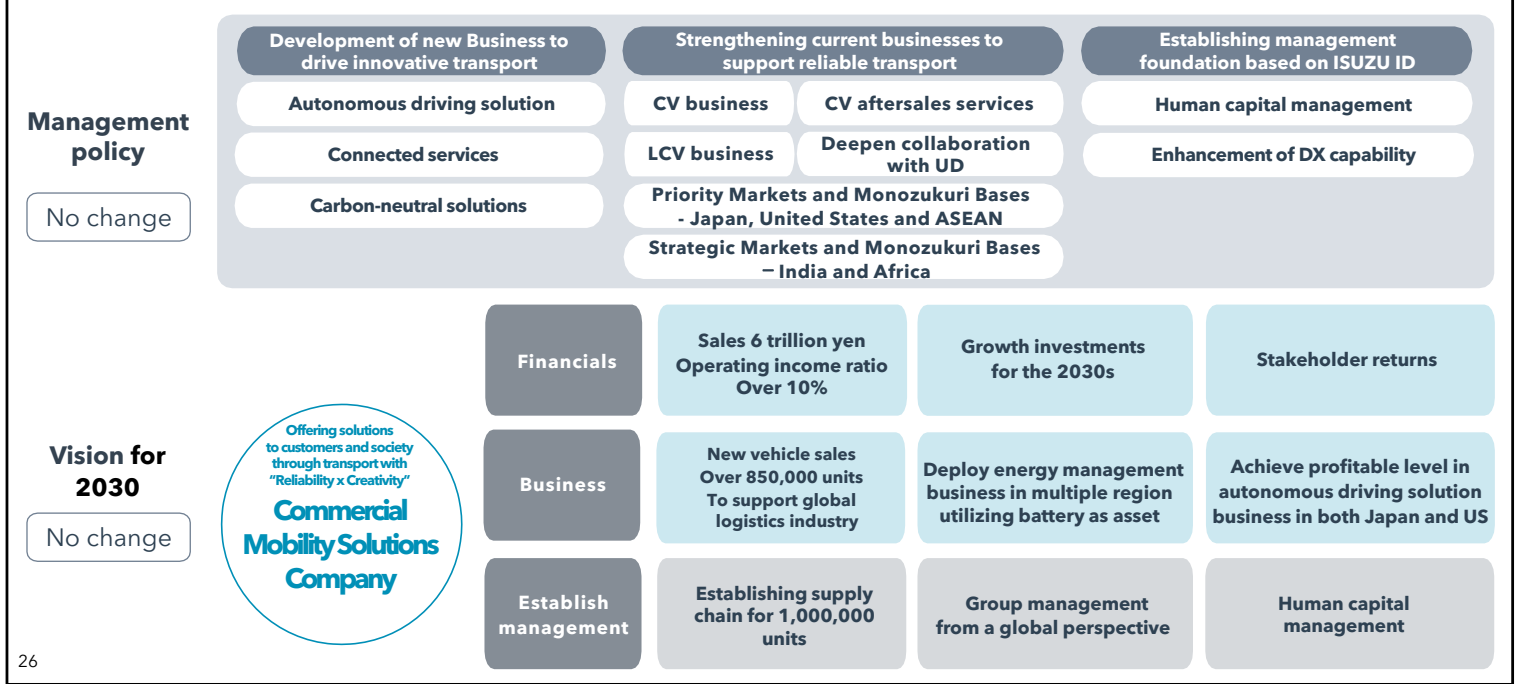 Management
policy
No change
Development of new Business to
drive innovative transport
Autonomous driving solution
Connected services
Carbon-neutral solutions
Strengthening current businesses to
support reliable transport
CV business
CV aftersales services
LCV business
Deepen collaboration
with UD
Priority Markets and Monozukuri Bases
- Japan, United States and ASEAN
Strategic Markets and Monozukuri Bases
– India and Africa
Establishing management
foundation based on ISUZU ID
Human capital management
Enhancement of DX capability
Vision for
2030
No change
Offering solutions
to customers and society
through transport with
"Reliability x Creativity"
Commercial
Mobility Solutions
Company
Financials
Sales 6 trillion yen
Operating income ratio
Over 10%
Growth investments
for the 2030s
Stakeholder returns
Business
New vehicle sales
Over 850,000 units
To support global
logistics industry
Deploy energy management
business in multiple region
utilizing battery as asset
Achieve profitable level in
autonomous driving solution
business in both Japan and US
Establish
management
Establishing supply
chain for 1,000,000
units
Group management
from a global perspective
Human capital
management
26